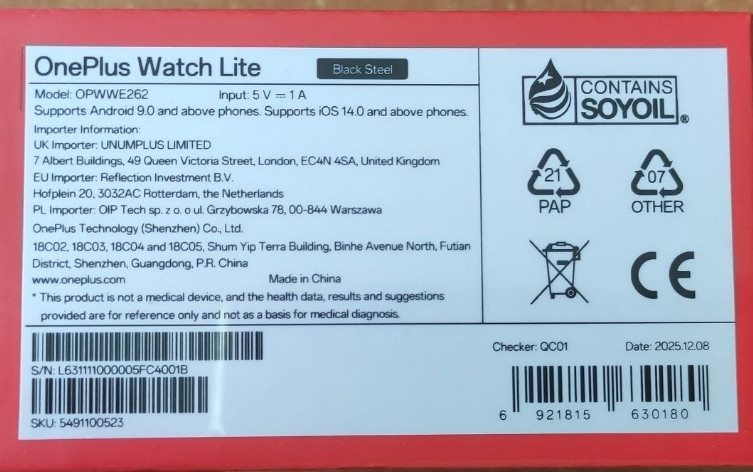 OnePlus Watch Lite
Black Steel
Model: OPWWE262
Input: 5 V ⎓ 1 A
Supports Android 9.0 and above phones. Supports iOS 14.0 and above phones.
Importer Information:
UK Importer: UNUMPLUS LIMITED
7 Albert Buildings, 49 Queen Victoria Street, London, EC4N 4SA, United Kingdom
EU Importer: Reflection Investment B.V.
Hofplein 20, 3032AC Rotterdam, the Netherlands
PL Importer: OIP Tech sp. z o. o ul. Grzybowska 78, 00-844 Warszawa
OnePlus Technology (Shenzhen) Co., Ltd.
18C02, 18C03, 18C04 and 18C05, Shum Yip Terra Building, Binhe Avenue North, Futian
District, Shenzhen, Guangdong, P.R. China
www.oneplus.com
Made in China
* This product is not a medical device, and the health data, results and suggestions
provided are for reference only and not as a basis for medical diagnosis.
CONTAINS
SOYOIL®
21
PAP
07
OTHER
CE
S/N: L631111000005FC4001B
SKU: 5491100523
Checker: QC01
Date: 2025.12.08
6 921815 630180